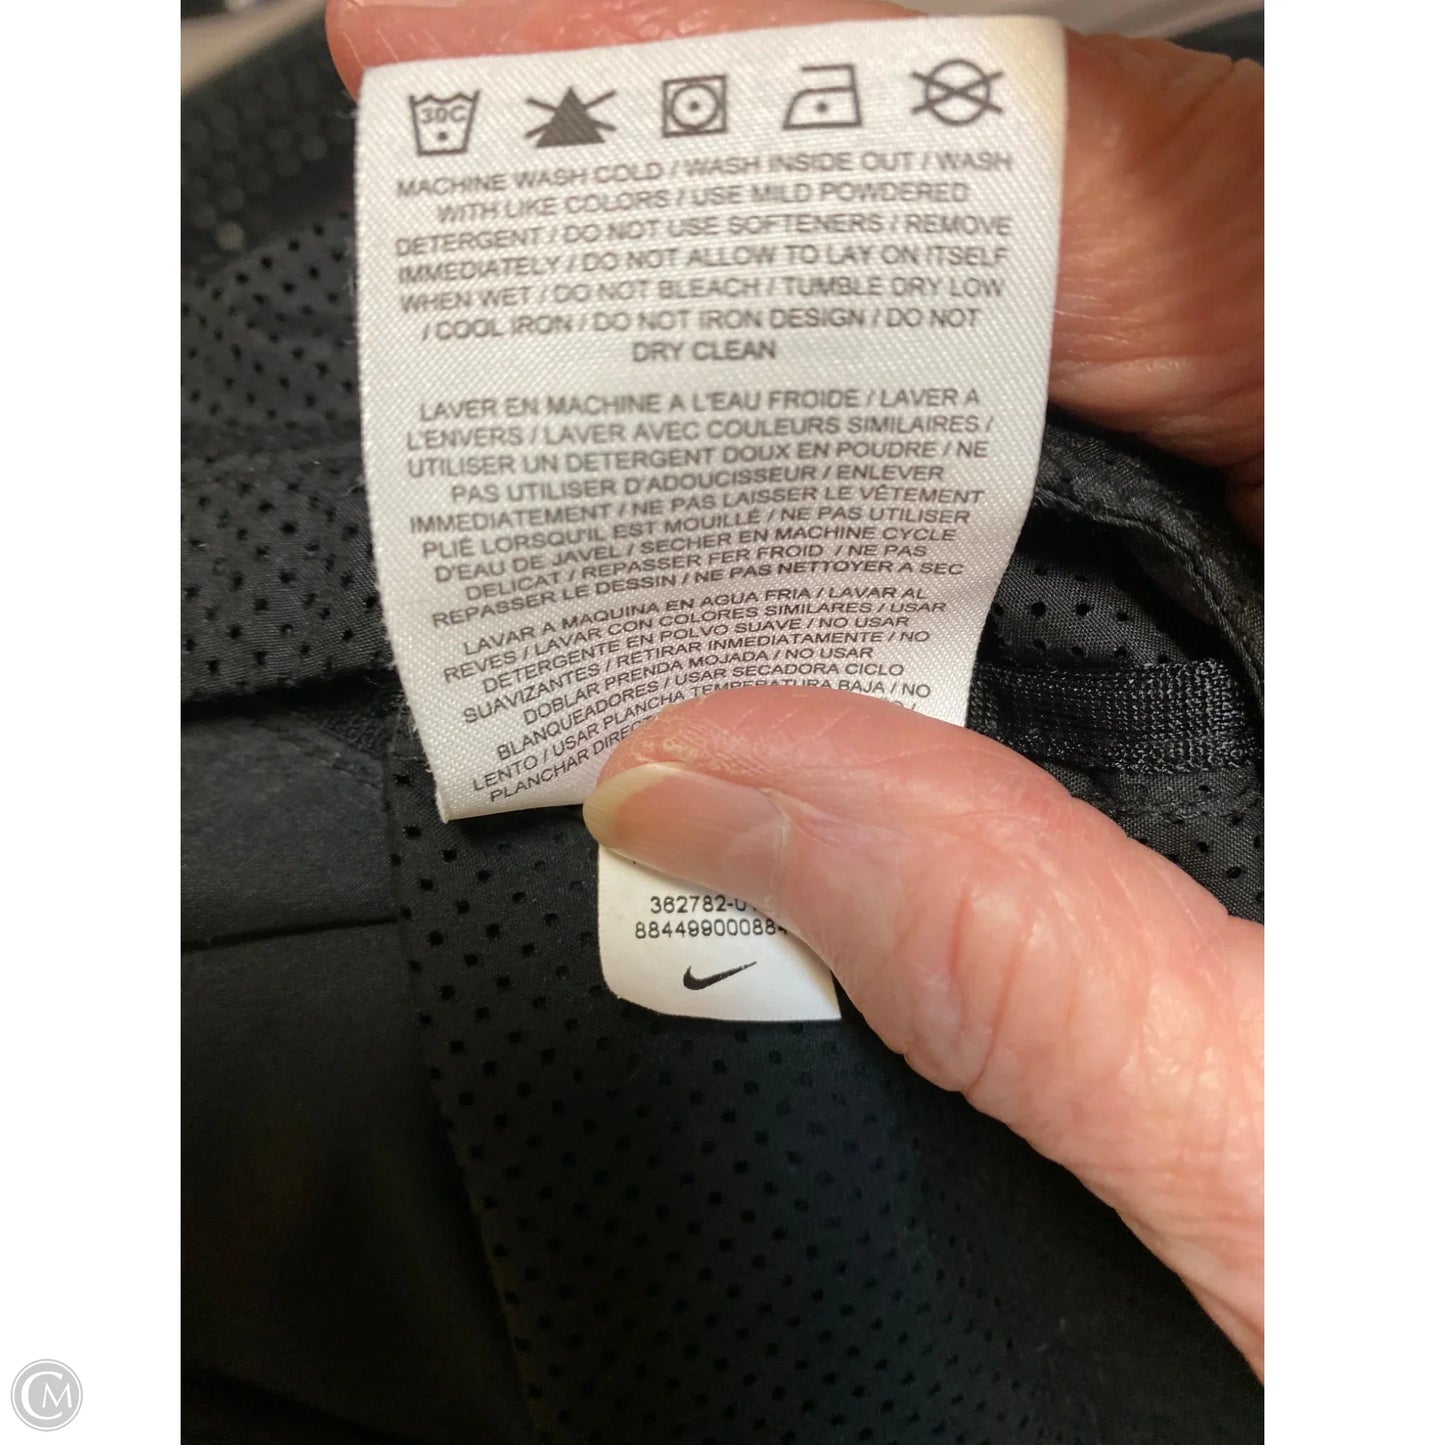 30C
MACHINE WASH COLD / WASH INSIDE OUT / WASH
WITH LIKE COLORS / USE MILD POWDERED
DETERGENT / DO NOT USE SOFTENERS / REMOVE
IMMEDIATELY / DO NOT ALLOW TO LAY ON ITSELF
WHEN WET / DO NOT BLEACH / TUMBLE DRY LOW
/ COOL IRON / DO NOT IRON DESIGN / DO NOT
DRY CLEAN
LAVER EN MACHINE A L'EAU FROIDE / LAVER A
L'ENVERS / LAVER AVEC COULEURS SIMILAIRES /
UTILISER UN DETERGENT DOUX EN POUDRE / NE
PAS UTILISER D'ADOUCISSEUR / ENLEVER
IMMEDIATEMENT / NE PAS LAISSER LE VÊTEMENT
PLIÉ LORSQU'IL EST MOUILLÉ / NE PAS UTILISER
D'EAU DE JAVEL / SECHER EN MACHINE CYCLE
DELICAT / REPASSER FER FROID / NE PAS
REPASSER LE DESSIN / NE PAS NETTOYER A SEC
LAVAR A MAQUINA EN AGUA FRIA / LAVAR AL
REVES / LAVAR CON COLORES SIMILARES / USAR
DETERGENTE EN POLVO SUAVE / NO USAR
SUAVIZANTES / RETIRAR INMEDIATAMENTE / NO
DOBLAR PRENDA MOJADA / NO USAR
BLANQUEADORES / USAR SECADORA CICLO
LENTO / USAR PLANCHA TEMPERATURA BAJA / NO
PLANCHAR
362782-
8844990008
CM